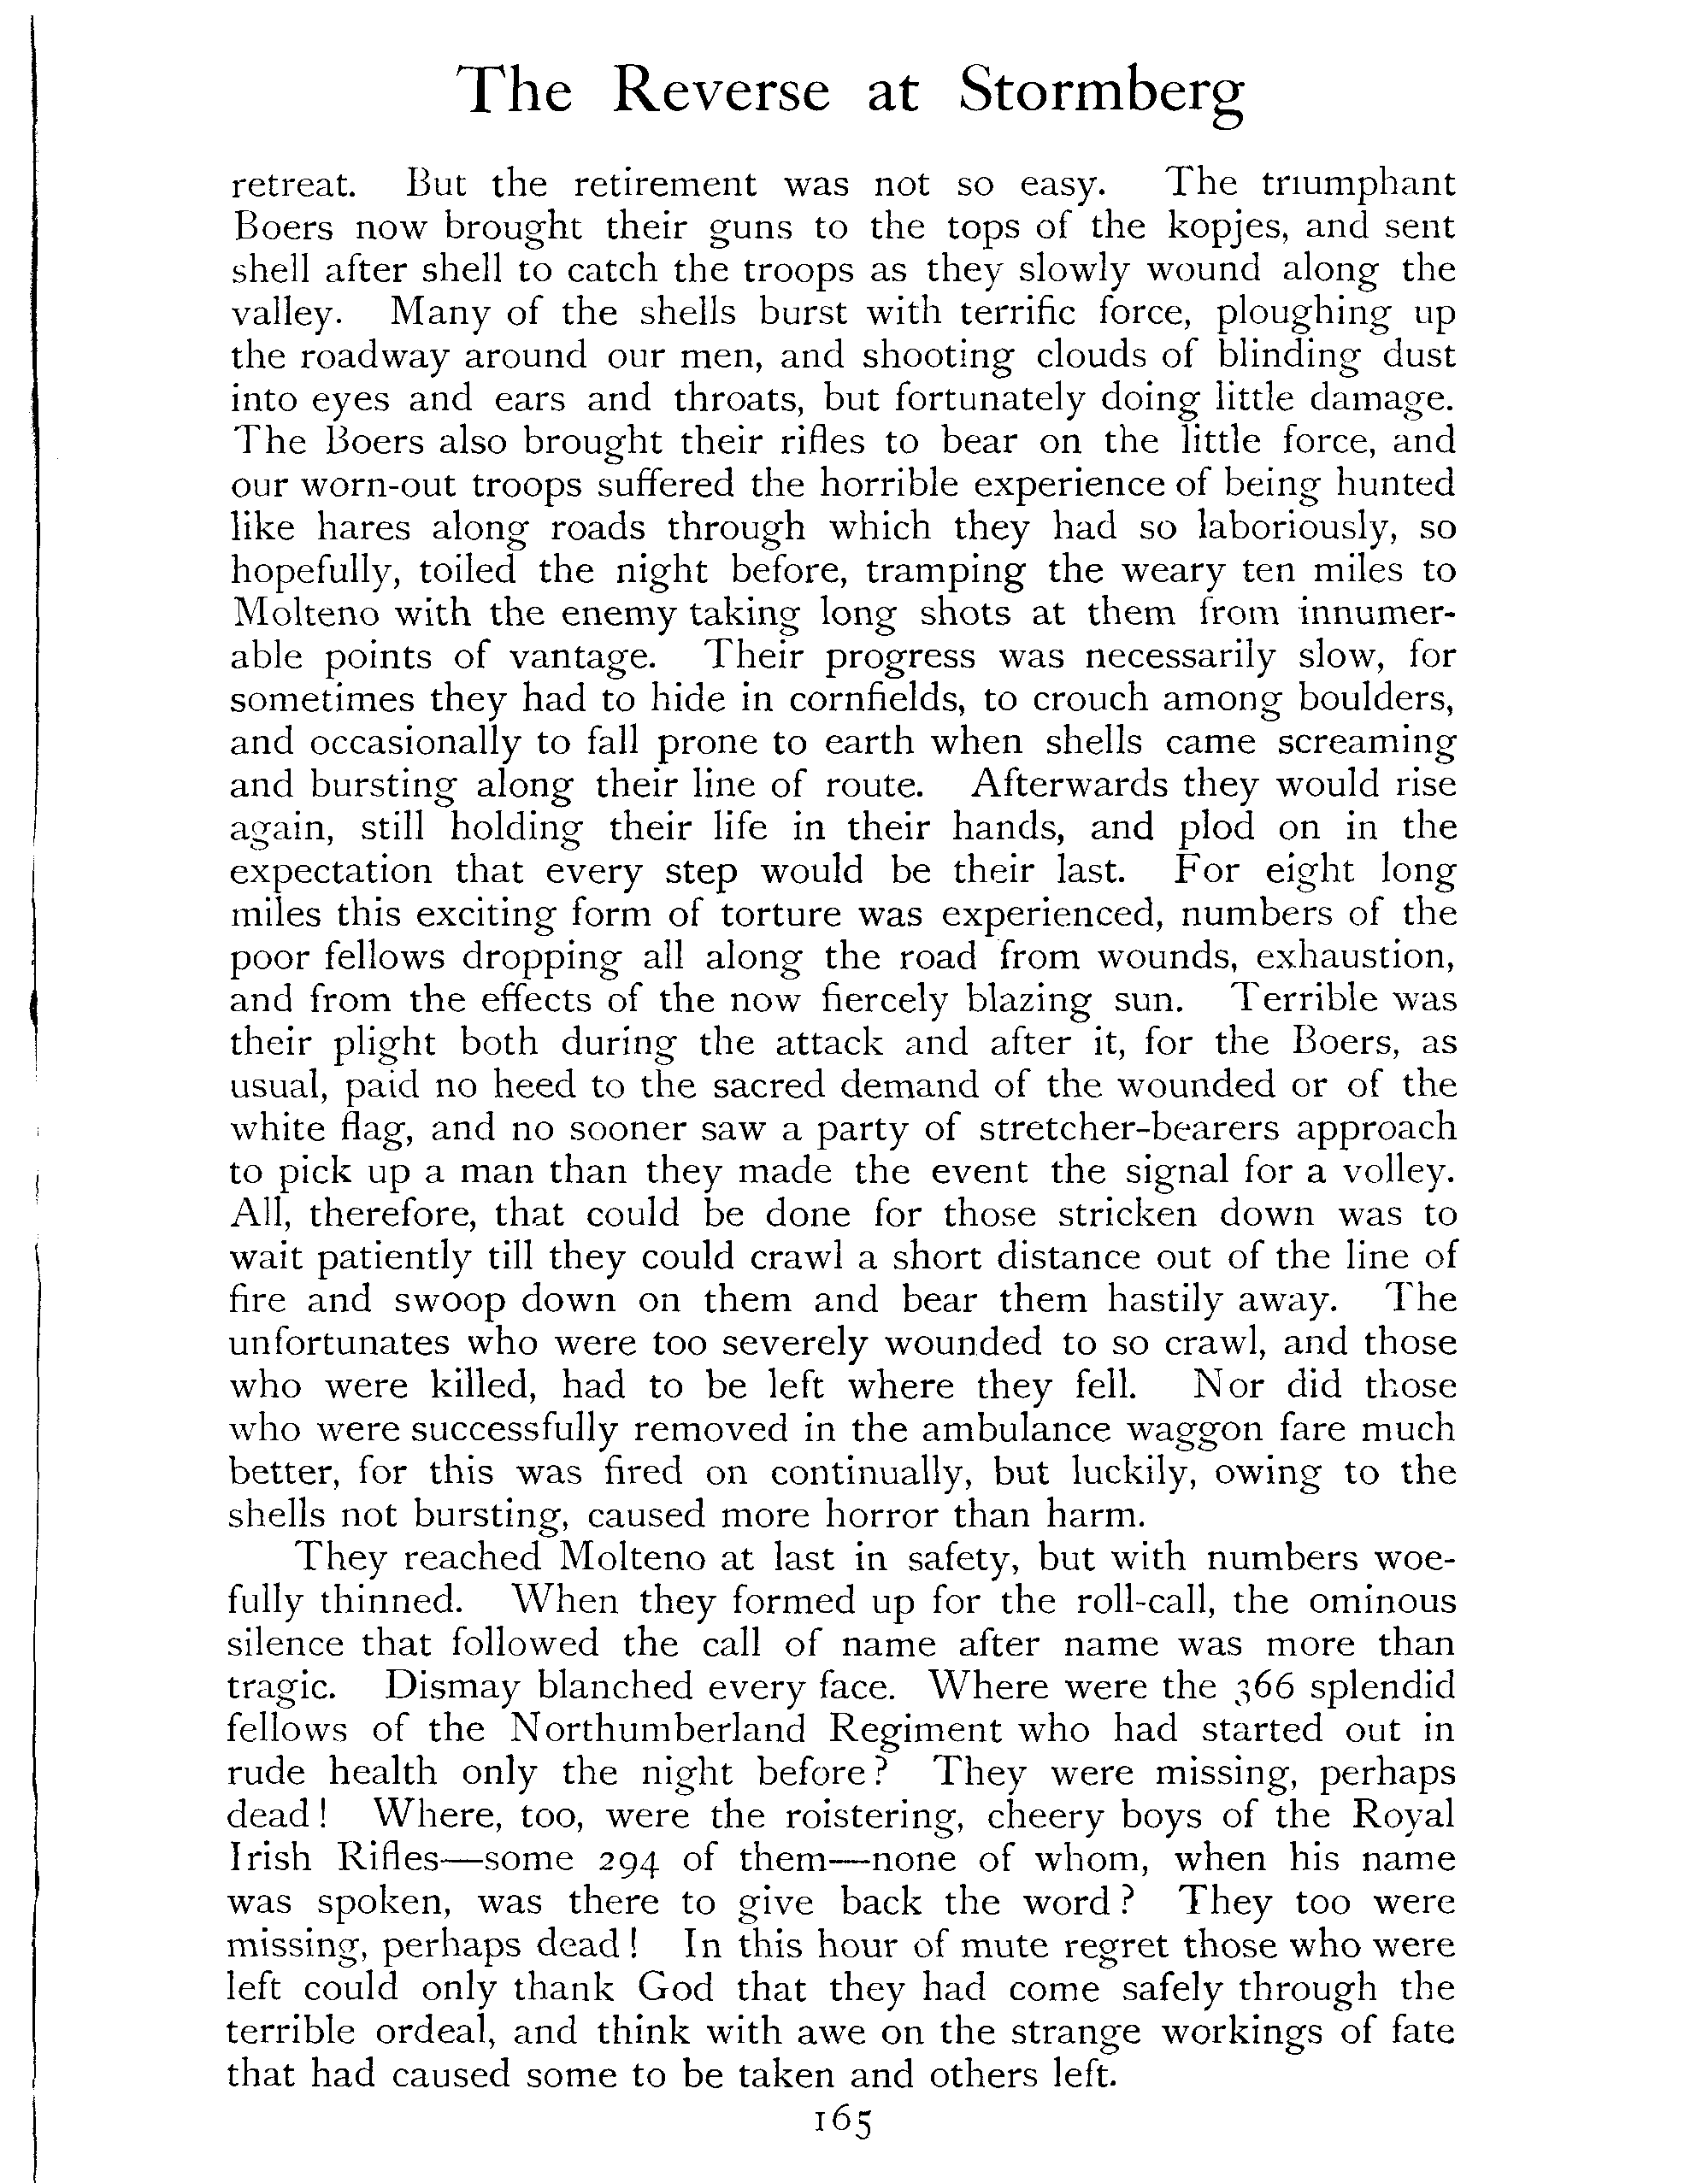 The Reverse at Stormberg
retreat. But the retirement was not so easy. The triumphant
Boers now brought their guns to the tops of the kopjes, and sent
shell after shell to catch the troops as they slowly wound along the
valley. Many of the shells burst with terrific force, ploughing up
the roadway around our men, and shooting clouds of blinding dust
into eyes and ears and throats, but fortunately doing little damage.
The Boers also brought their rifles to bear on the little force, and
our worn-out troops suffered the horrible experience of being hunted
like hares along roads through which they had so laboriously, so
hopefully, toiled the night before, tramping the weary ten miles to
Molteno with the enemy taking long shots at them from innumer-
able points of vantage. Their progress was necessarily slow, for
sometimes they had to hide in cornfields, to crouch among boulders,
and occasionally to fall prone to earth when shells came screaming
and bursting along their line of route. Afterwards they would rise
again, still holding their life in their hands, and plod on in the
expectation that every step would be their last. For eight long
miles this exciting form of torture was experienced, numbers of the
poor fellows dropping all along the road from wounds, exhaustion,
and from the effects of the now fiercely blazing sun. Terrible was
their plight both during the attack and after it, for the Boers, as
usual, paid no heed to the sacred demand of the wounded or of the
white flag, and no sooner saw a party of stretcher-bearers approach
to pick up a man than they made the event the signal for a volley.
All, therefore, that could be done for those stricken down was to
wait patiently till they could crawl a short distance out of the line of
fire and swoop down on them and bear them hastily away. The
unfortunates who were too severely wounded to so crawl, and those
who were killed, had to be left where they fell. Nor did those
who were successfully removed in the ambulance waggon fare much
better, for this was fired on continually, but luckily, owing to the
shells not bursting, caused more horror than harm.
They reached Molteno at last in safety, but with numbers woe-
fully thinned. When they formed up for the roll-call, the ominous
silence that followed the call of name after name was more than
tragic. Dismay blanched every face. Where were the 366 splendid
fellows of the Northumberland Regiment who had started out in
rude health only the night before? They were missing, perhaps
dead! Where, too, were the roistering, cheery boys of the Royal
Irish Rifles—some 294 of them—none of whom, when his name
was spoken, was there to give back the word? They too were
missing, perhaps dead! In this hour of mute regret those who were
left could only thank God that they had come safely through the
terrible ordeal, and think with awe on the strange workings of fate
that had caused some to be taken and others left.
165